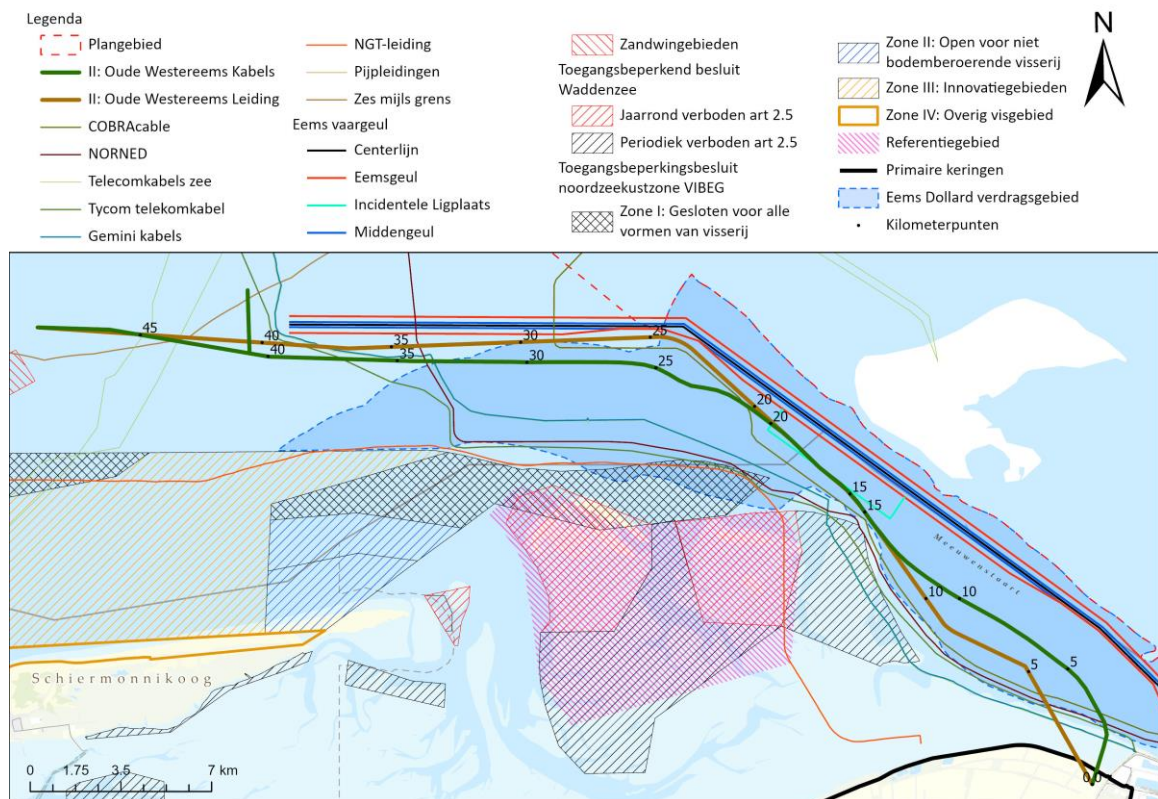 Legenda
Plangebied
II: Oude Westereems Kabels
II: Oude Westereems Leiding
COBRAcable
NORNED
Telecomkabels zee
Tycom telekomkabel
Gemini kabels
NGT-leiding
Pijpleidingen
Zes mijls grens
Eems vaargeul
Centerlijn
Eemsgeul
Incidentele Ligplaats
Middengeul
Zandwingebieden
Toegangsbeperkend besluit
Waddenzee
Jaarrond verboden art 2.5
Periodiek verboden art 2.5
Toegangsbeperkingsbesluit
noordzeekustzone VIBEG
Zone I: Gesloten voor alle
vormen van visserij
Zone II: Open voor niet
bodemberoerende visserij
Zone III: Innovatiegebieden
Zone IV: Overig visgebied
Referentiegebied
Primaire keringen
Eems Dollard verdragsgebied
Kilometerpunten
N
45
40
35
30
25
40
35
30
25
20
20
15
15
Meeuwenstaart
10
10
5
5
Schiermonnikoog
0 1.75 3.5 7 km
0 0